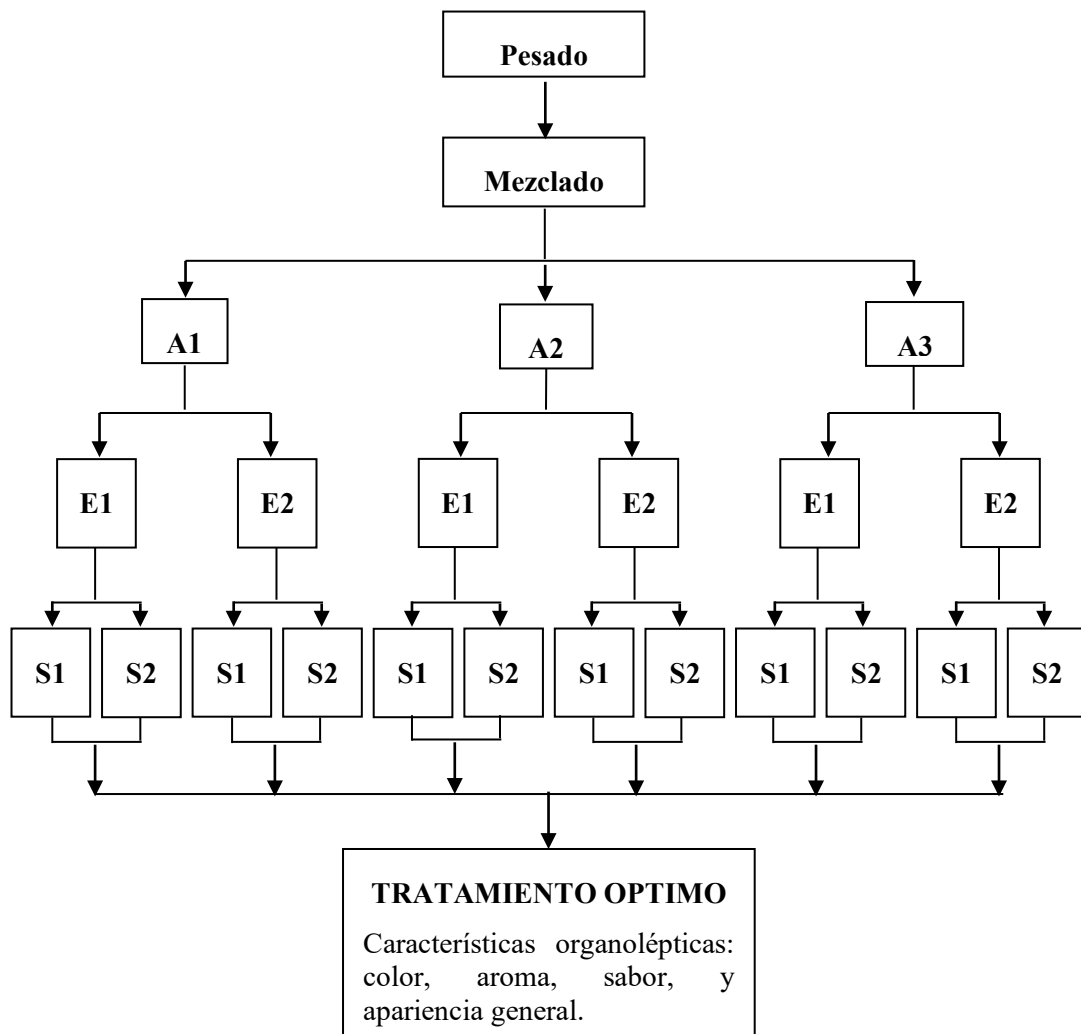 Pesado
Mezclado
A1 A2 A3
E1 E2 E1 E2 E1 E2
S1 S2 S1 S2 S1 S2 S1 S2 S1 S2 S1 S2
TRATAMIENTO OPTIMO
Características organolépticas:
color, aroma, sabor, y
apariencia general.